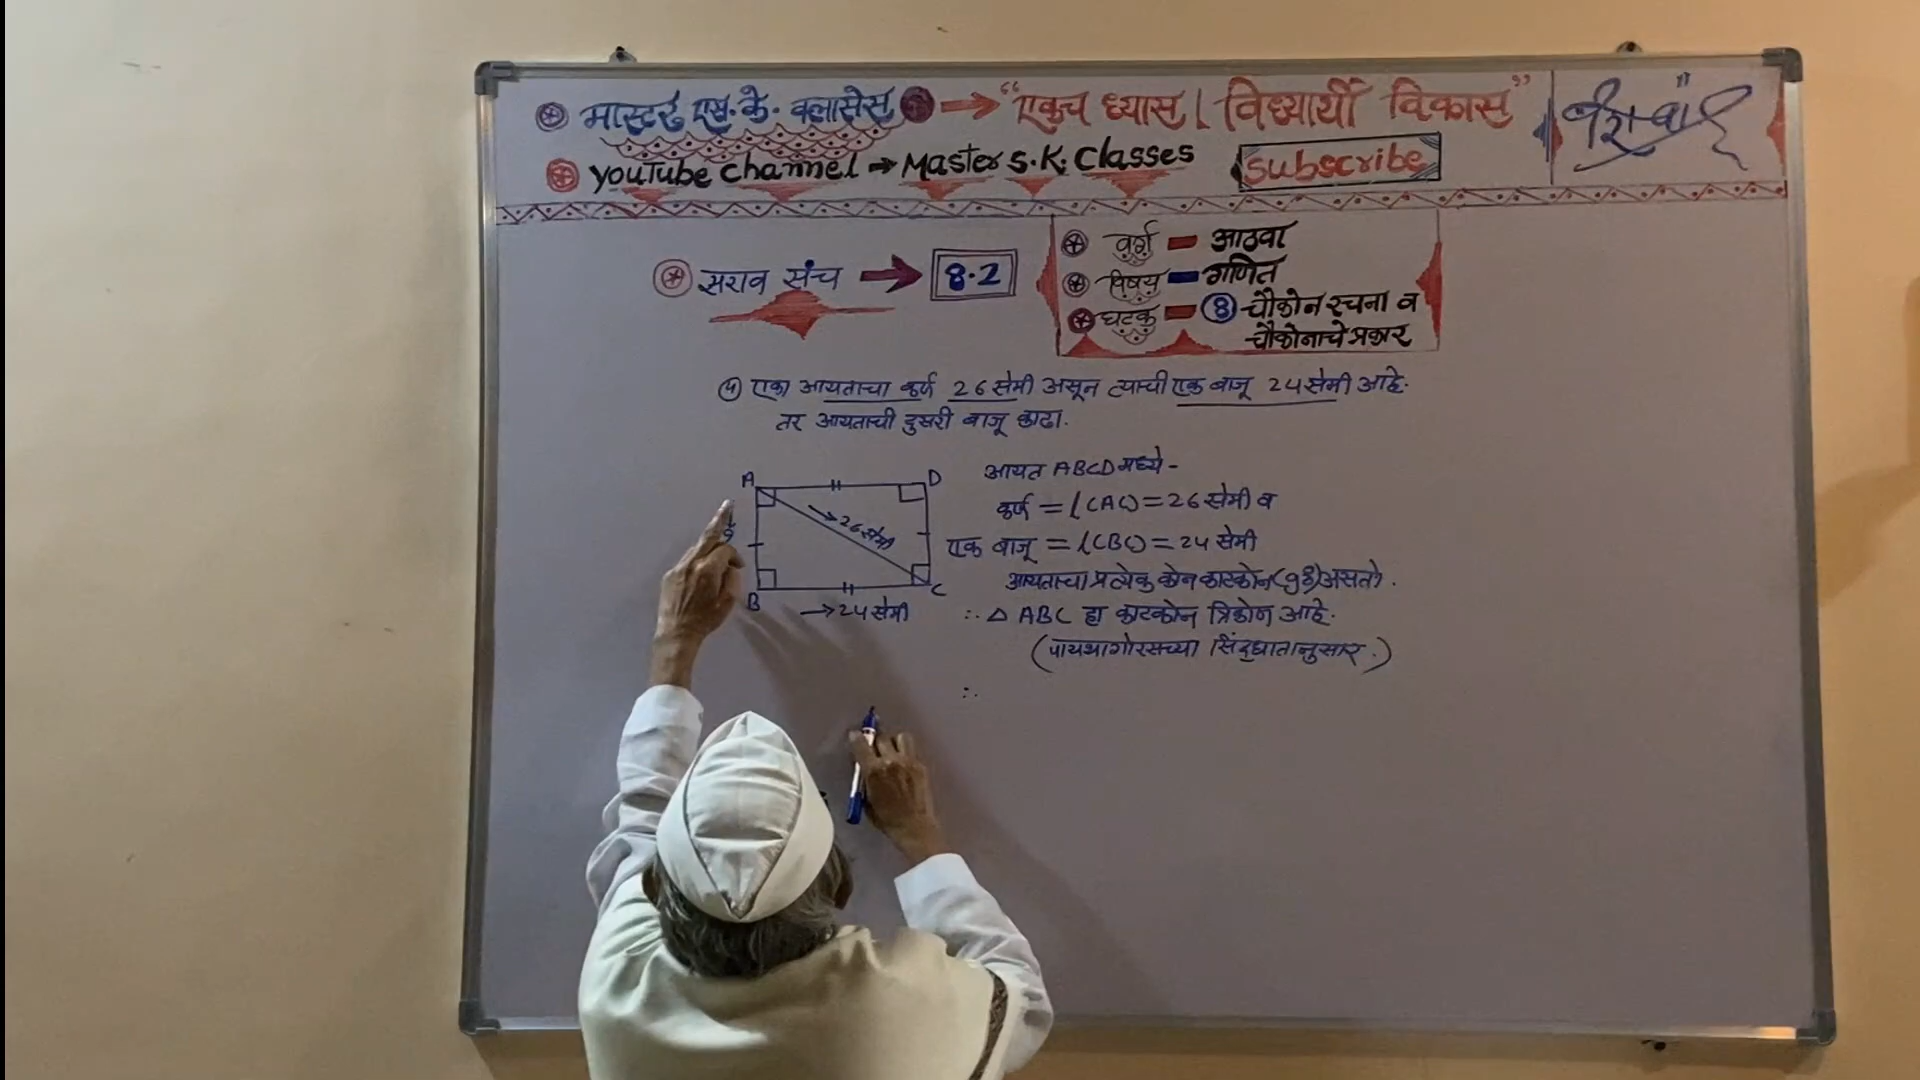 मास्टर एस.के. क्लासेस → "एकच ध्यास। विद्यार्थी विकास"
YouTube channel → Master S.K. Classes subscribe
सराव संच → 8.2
वर्ग - आठवा
विषय - गणित
घटक - 8 चौकोन रचना व
चौकोनाचे प्रकार
एका आयताचा कर्ण 26 सेमी असून त्याची एक बाजू 24 सेमी आहे.
तर आयताची दुसरी बाजू काढा.
A D
→ 26 सेमी
B C
→ 24 सेमी
आयत ABCD मध्ये -
कर्ण = l(AC) = 26 सेमी व
एक बाजू = l(BC) = 24 सेमी
आयताचा प्रत्येक कोन काटकोन (90) असतो.
∴ △ ABC हा काटकोन त्रिकोण आहे.
(पायथागोरसच्या सिद्धांतानुसार.)
∴